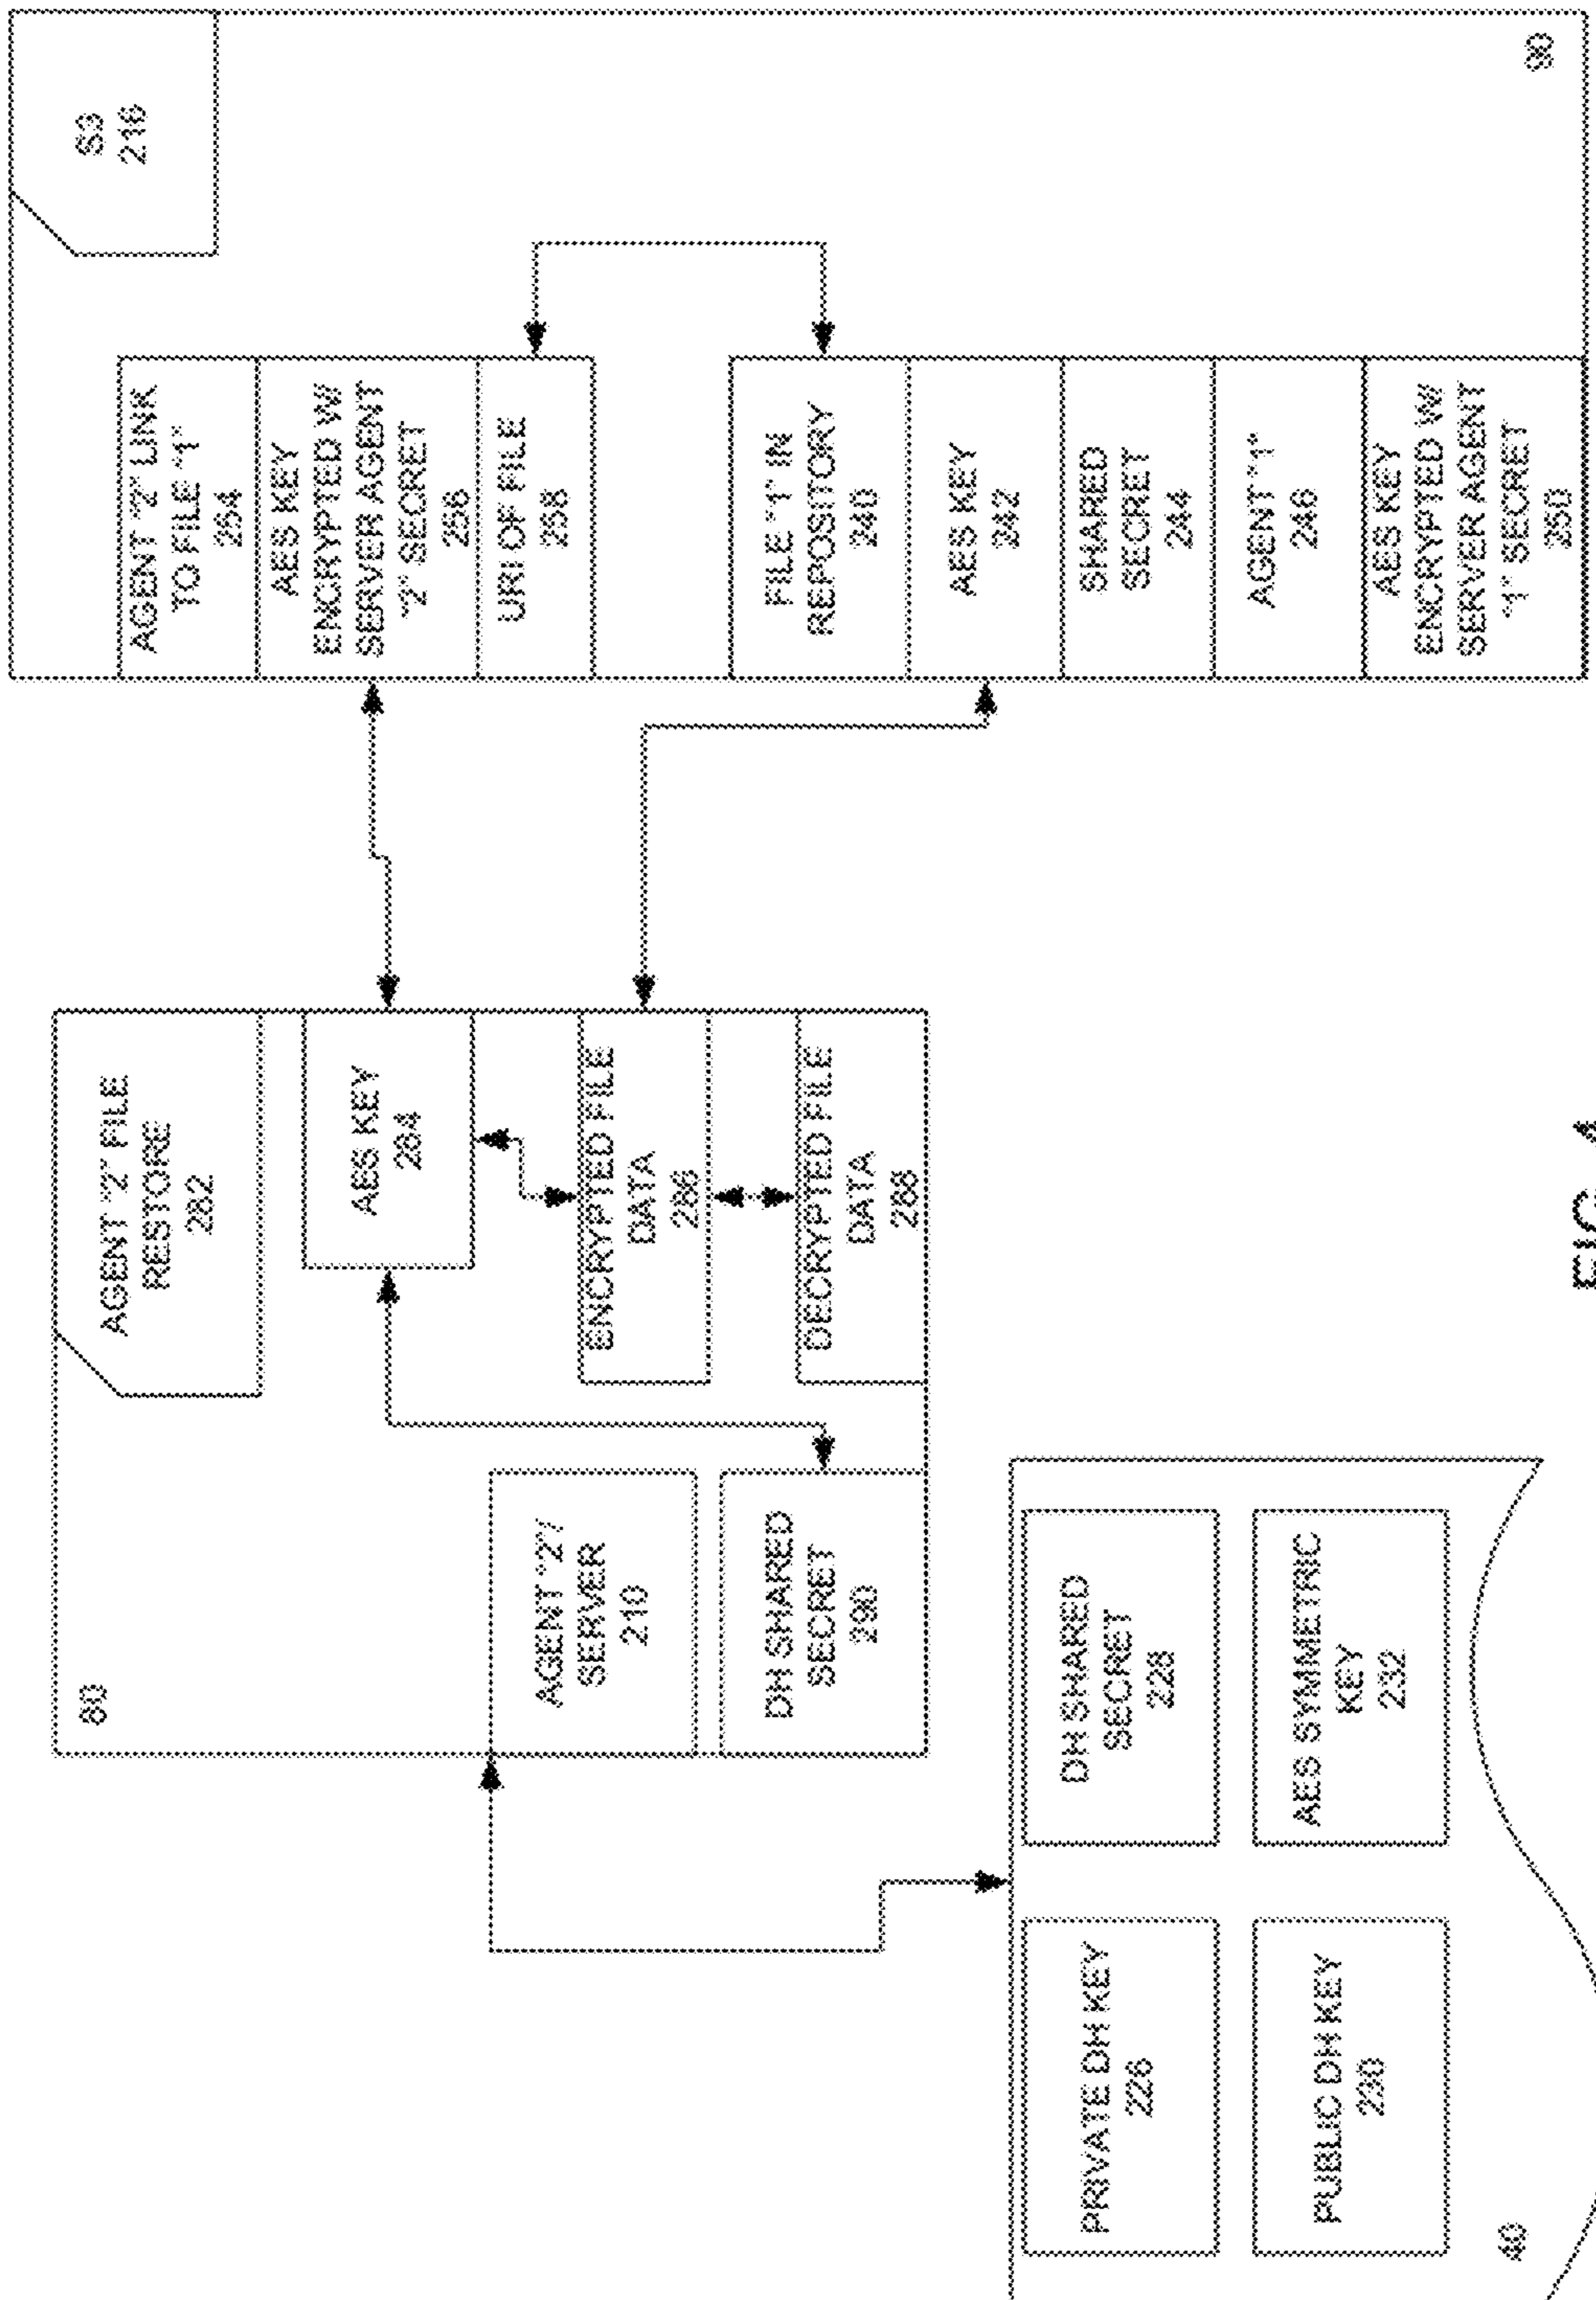 80
AGENT "2"/
SERVER
210
DH SHARED
SECRET
290
AGENT "2" FILE
RESTORE
282
AES KEY
284
ENCRYPTED FILE
DATA
286
DECRYPTED FILE
DATA
288
S3
216
AGENT "2" LINK
TO FILE "1"
254
AES KEY
ENCRYPTED W/
SERVER AGENT
"2" SECRET
256
URI OF FILE
258
FILE "1" IN
REPOSITORY
240
AES KEY
242
SHARED
SECRET
244
AGENT "1"
246
AES KEY
ENCRYPTED W/
SERVER AGENT
"1" SECRET
250
90
PRIVATE DH KEY
226
DH SHARED
SECRET
228
PUBLIC DH KEY
230
AES SYMMETRIC
KEY
232
40
FIG. 4